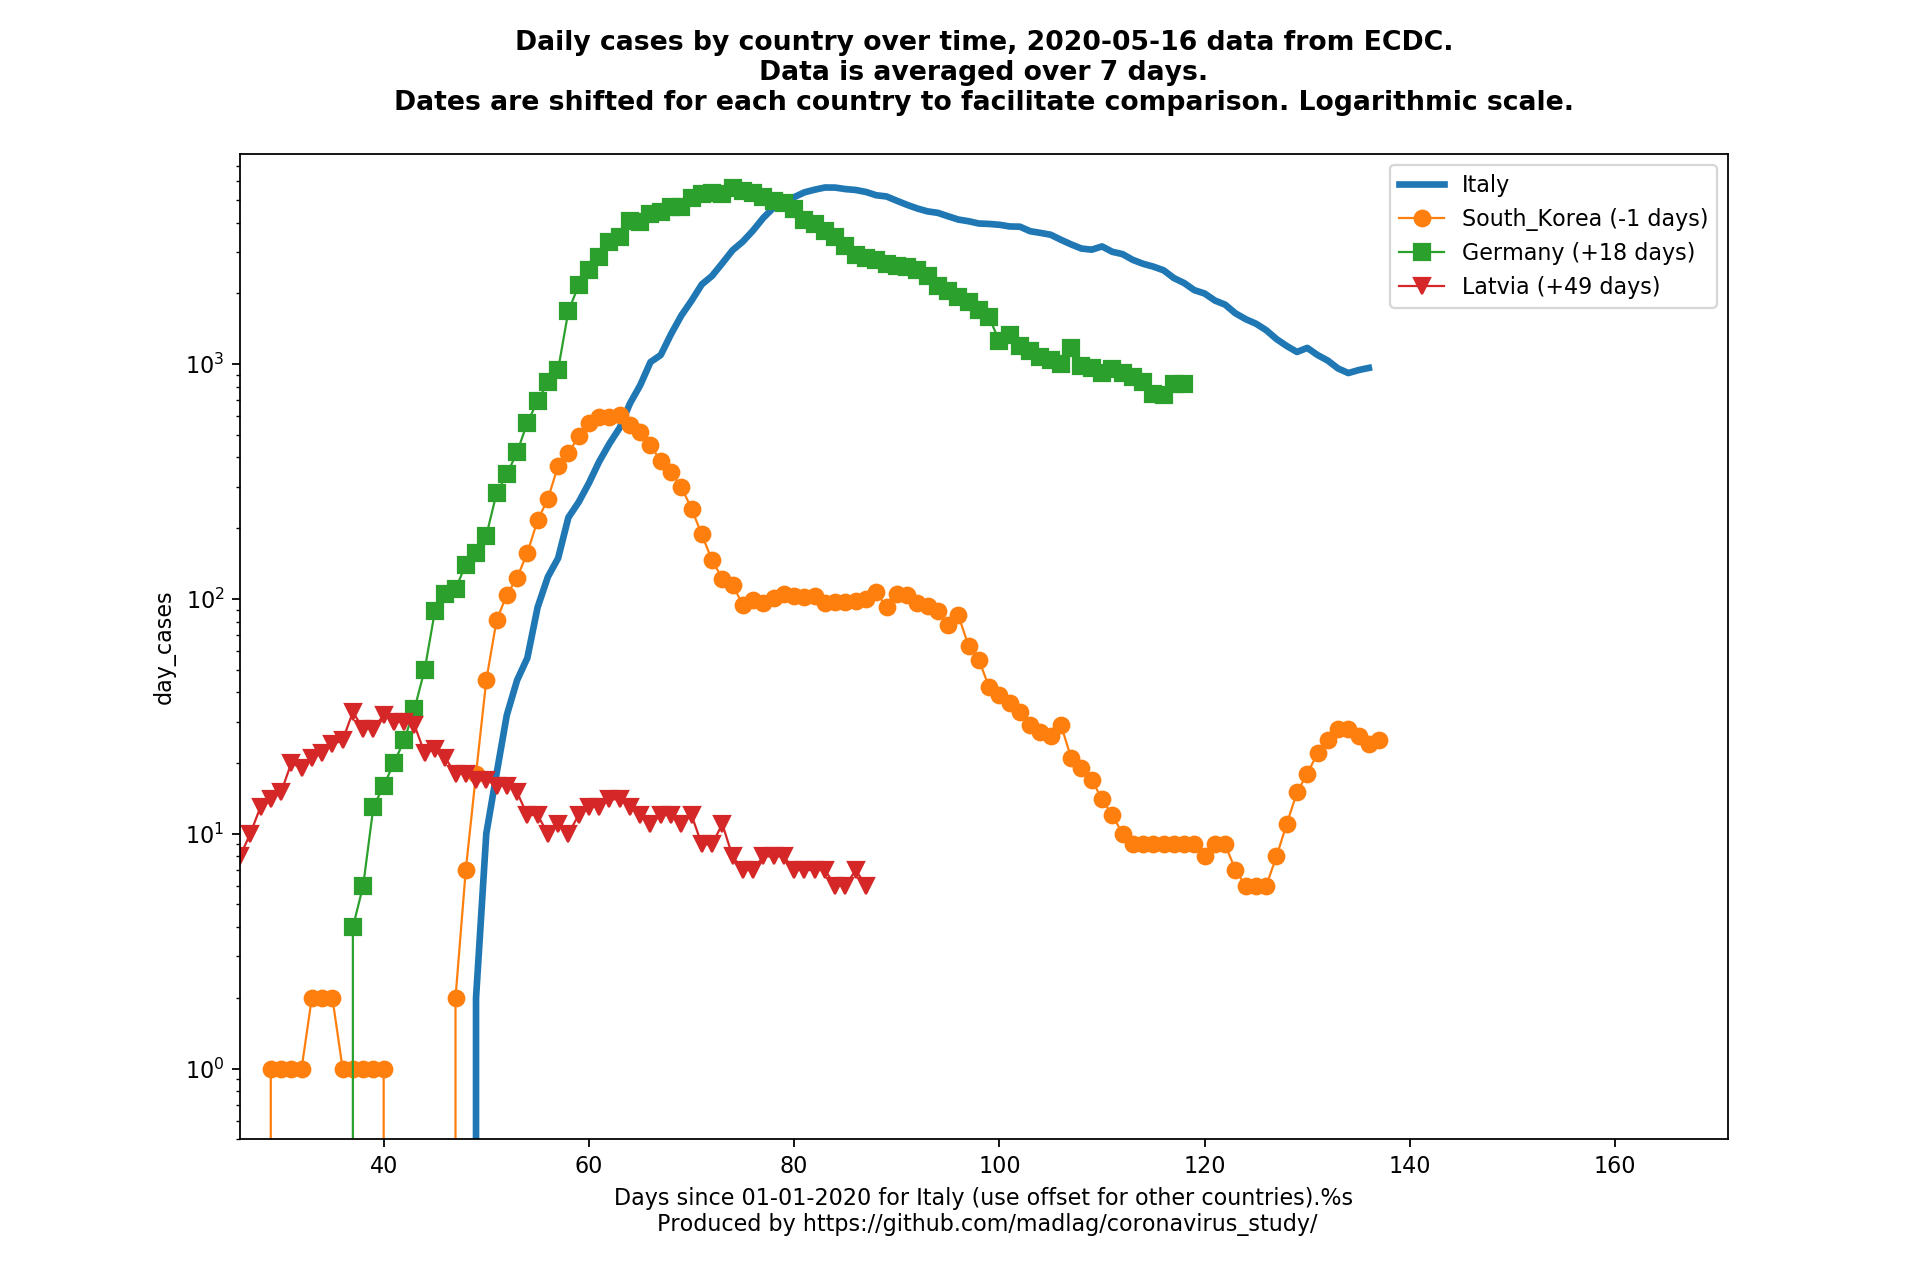 Daily cases by country over time, 2020-05-16 data from ECDC.
Data is averaged over 7 days.
Dates are shifted for each country to facilitate comparison. Logarithmic scale.
Italy
South_Korea (-1 days)
Germany (+18 days)
Latvia (+49 days)
day_cases
10³
10²
10¹
10⁰
40 60 80 100 120 140 160
Days since 01-01-2020 for Italy (use offset for other countries).%s
Produced by https://github.com/madlag/coronavirus_study/